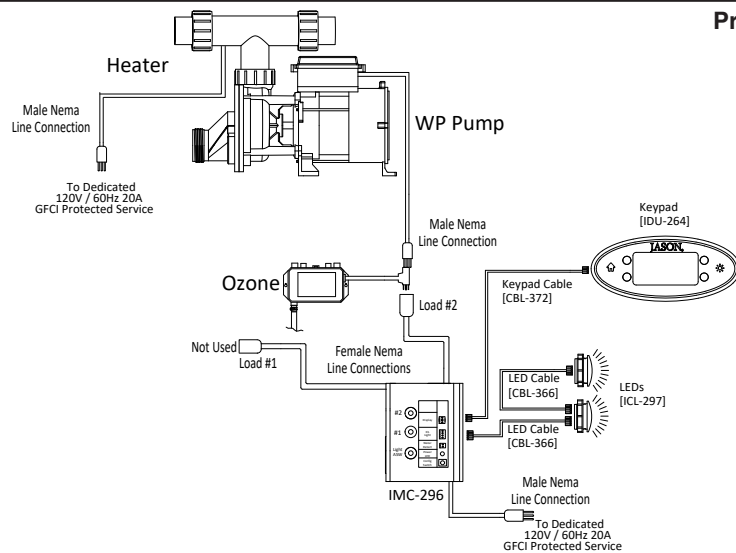 Pr
Heater
Male Nema
Line Connection
WP Pump
To Dedicated
120V / 60Hz 20A
GFCI Protected Service
Male Nema
Line Connection
Keypad
[IDU-264]
JASON
Ozone
Keypad Cable
[CBL-372]
Load #2
Not Used
Load #1
Female Nema
Line Connections
LED Cable
[CBL-366]
LEDs
[ICL-297]
LED Cable
[CBL-366]
#2
#1
Light
Display
IMC-296
Male Nema
Line Connection
To Dedicated
120V / 60Hz 20A
GFCI Protected Service